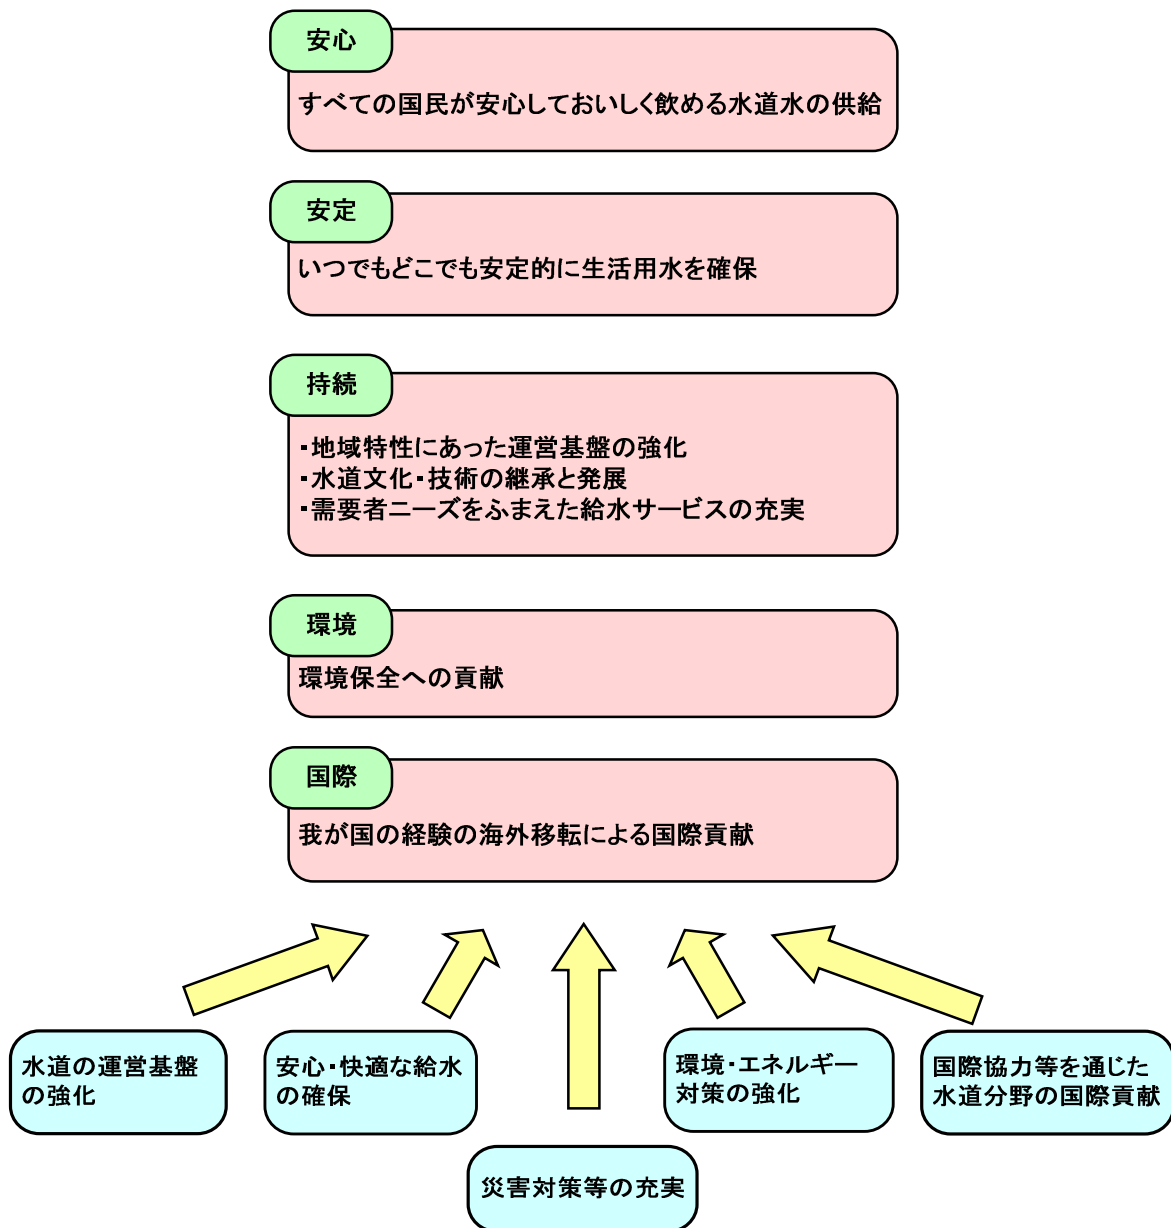 安心
すべての国民が安心しておいしく飲める水道水の供給
安定
いつでもどこでも安定的に生活用水を確保
持続
・地域特性にあった運営基盤の強化
・水道文化・技術の継承と発展
・需要者ニーズをふまえた給水サービスの充実
環境
環境保全への貢献
国際
我が国の経験の海外移転による国際貢献
水道の運営基盤
の強化
安心・快適な給水
の確保
災害対策等の充実
環境・エネルギー
対策の強化
国際協力等を通じた
水道分野の国際貢献